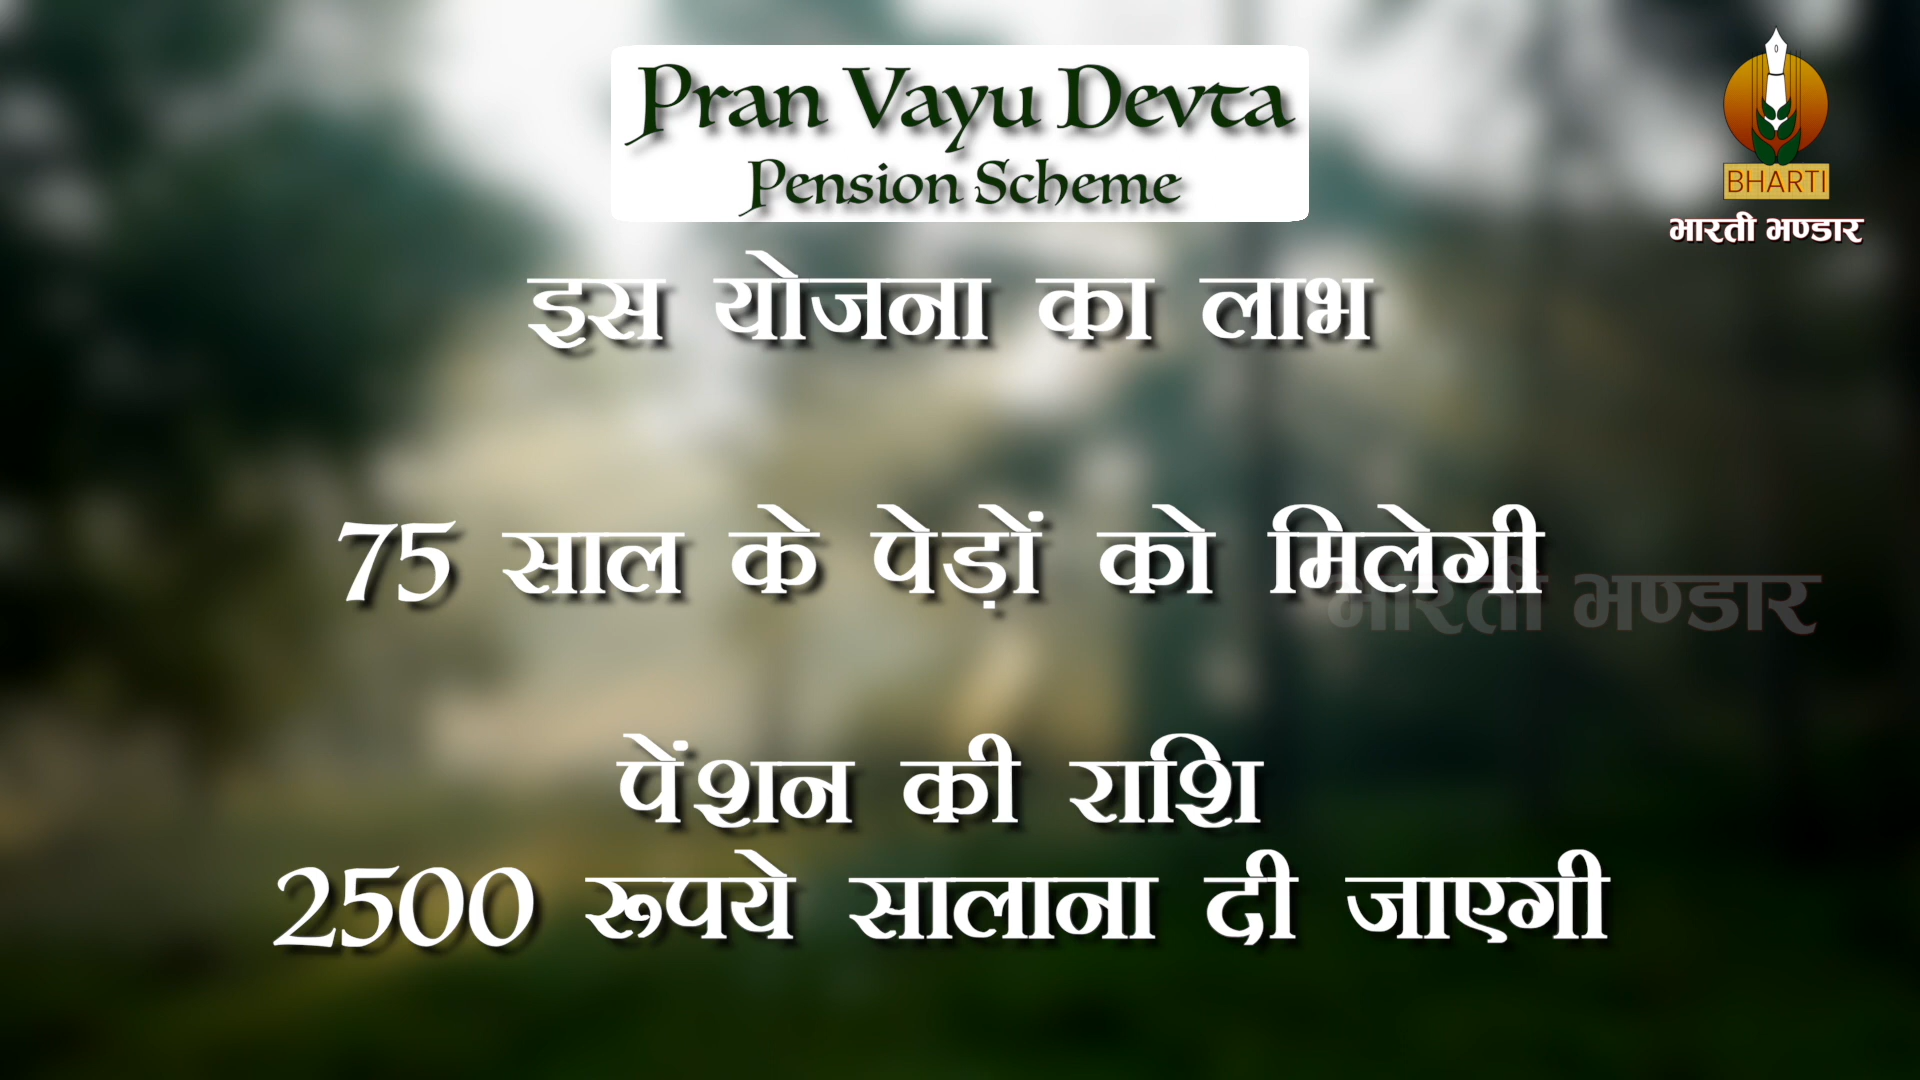 Pran Vayu Devta
Pension Scheme
BHARTI
भारती भण्डार
इस योजना का लाभ
75 साल के पेड़ों को मिलेगी
भारती भण्डार
पेंशन की राशि
2500 रूपये सालाना दी जाएगी